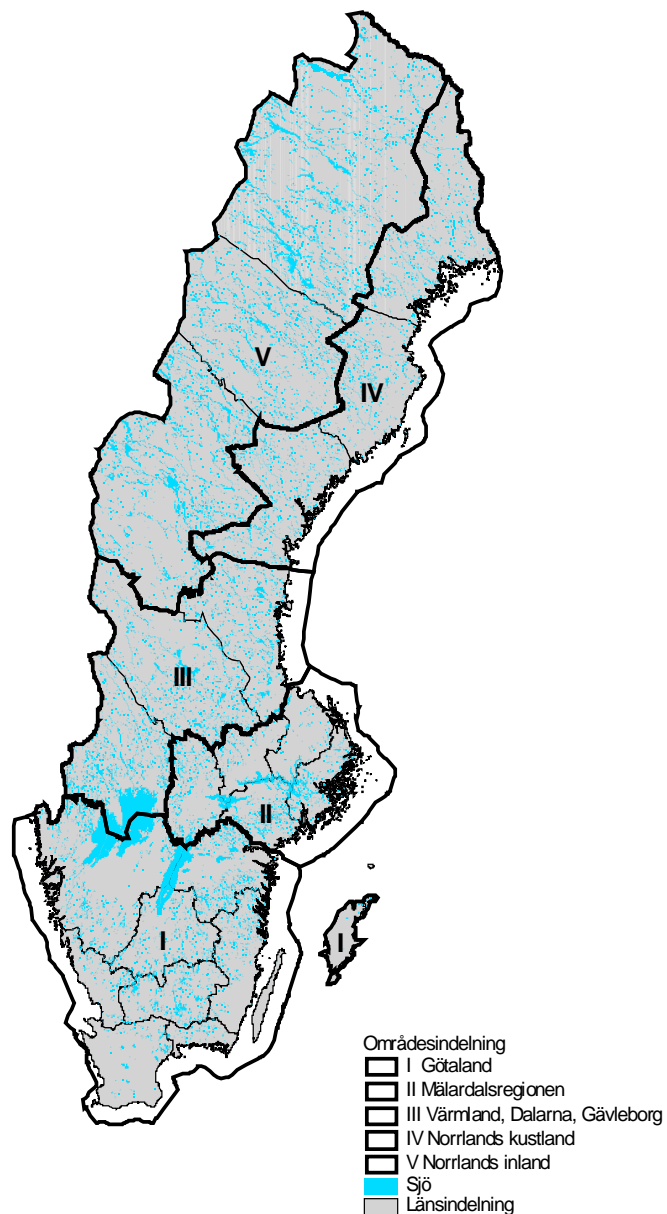 V
IV
III
II
I
I
Områdesindelning
I Götaland
II Mälardalsregionen
III Värmland, Dalarna, Gävleborg
IV Norrlands kustland
V Norrlands inland
Sjö
Länsindelning